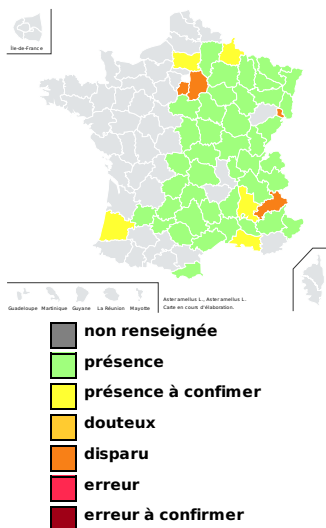 Île-de-France
Guadeloupe Martinique Guyane La Réunion Mayotte
Aster amellus L., Aster amellus L.
Carte en cours d'élaboration.
non renseignée
présence
présence à confimer
douteux
disparu
erreur
erreur à confirmer